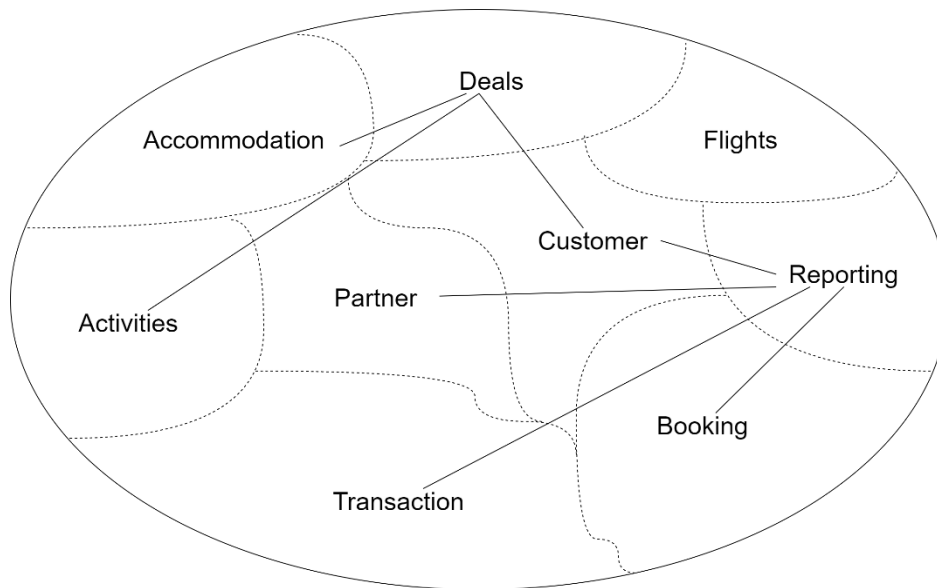 Deals
Accommodation
Flights
Customer
Reporting
Partner
Activities
Booking
Transaction